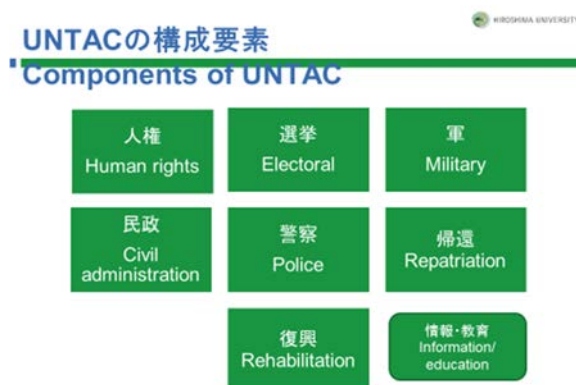 HIROSHIMA UNIVERSITY
UNTACの構成要素
Components of UNTAC
人権
Human rights
選挙
Electoral
軍
Military
民政
Civil
administration
警察
Police
帰還
Repatriation
復興
Rehabilitation
情報・教育
Information/
education